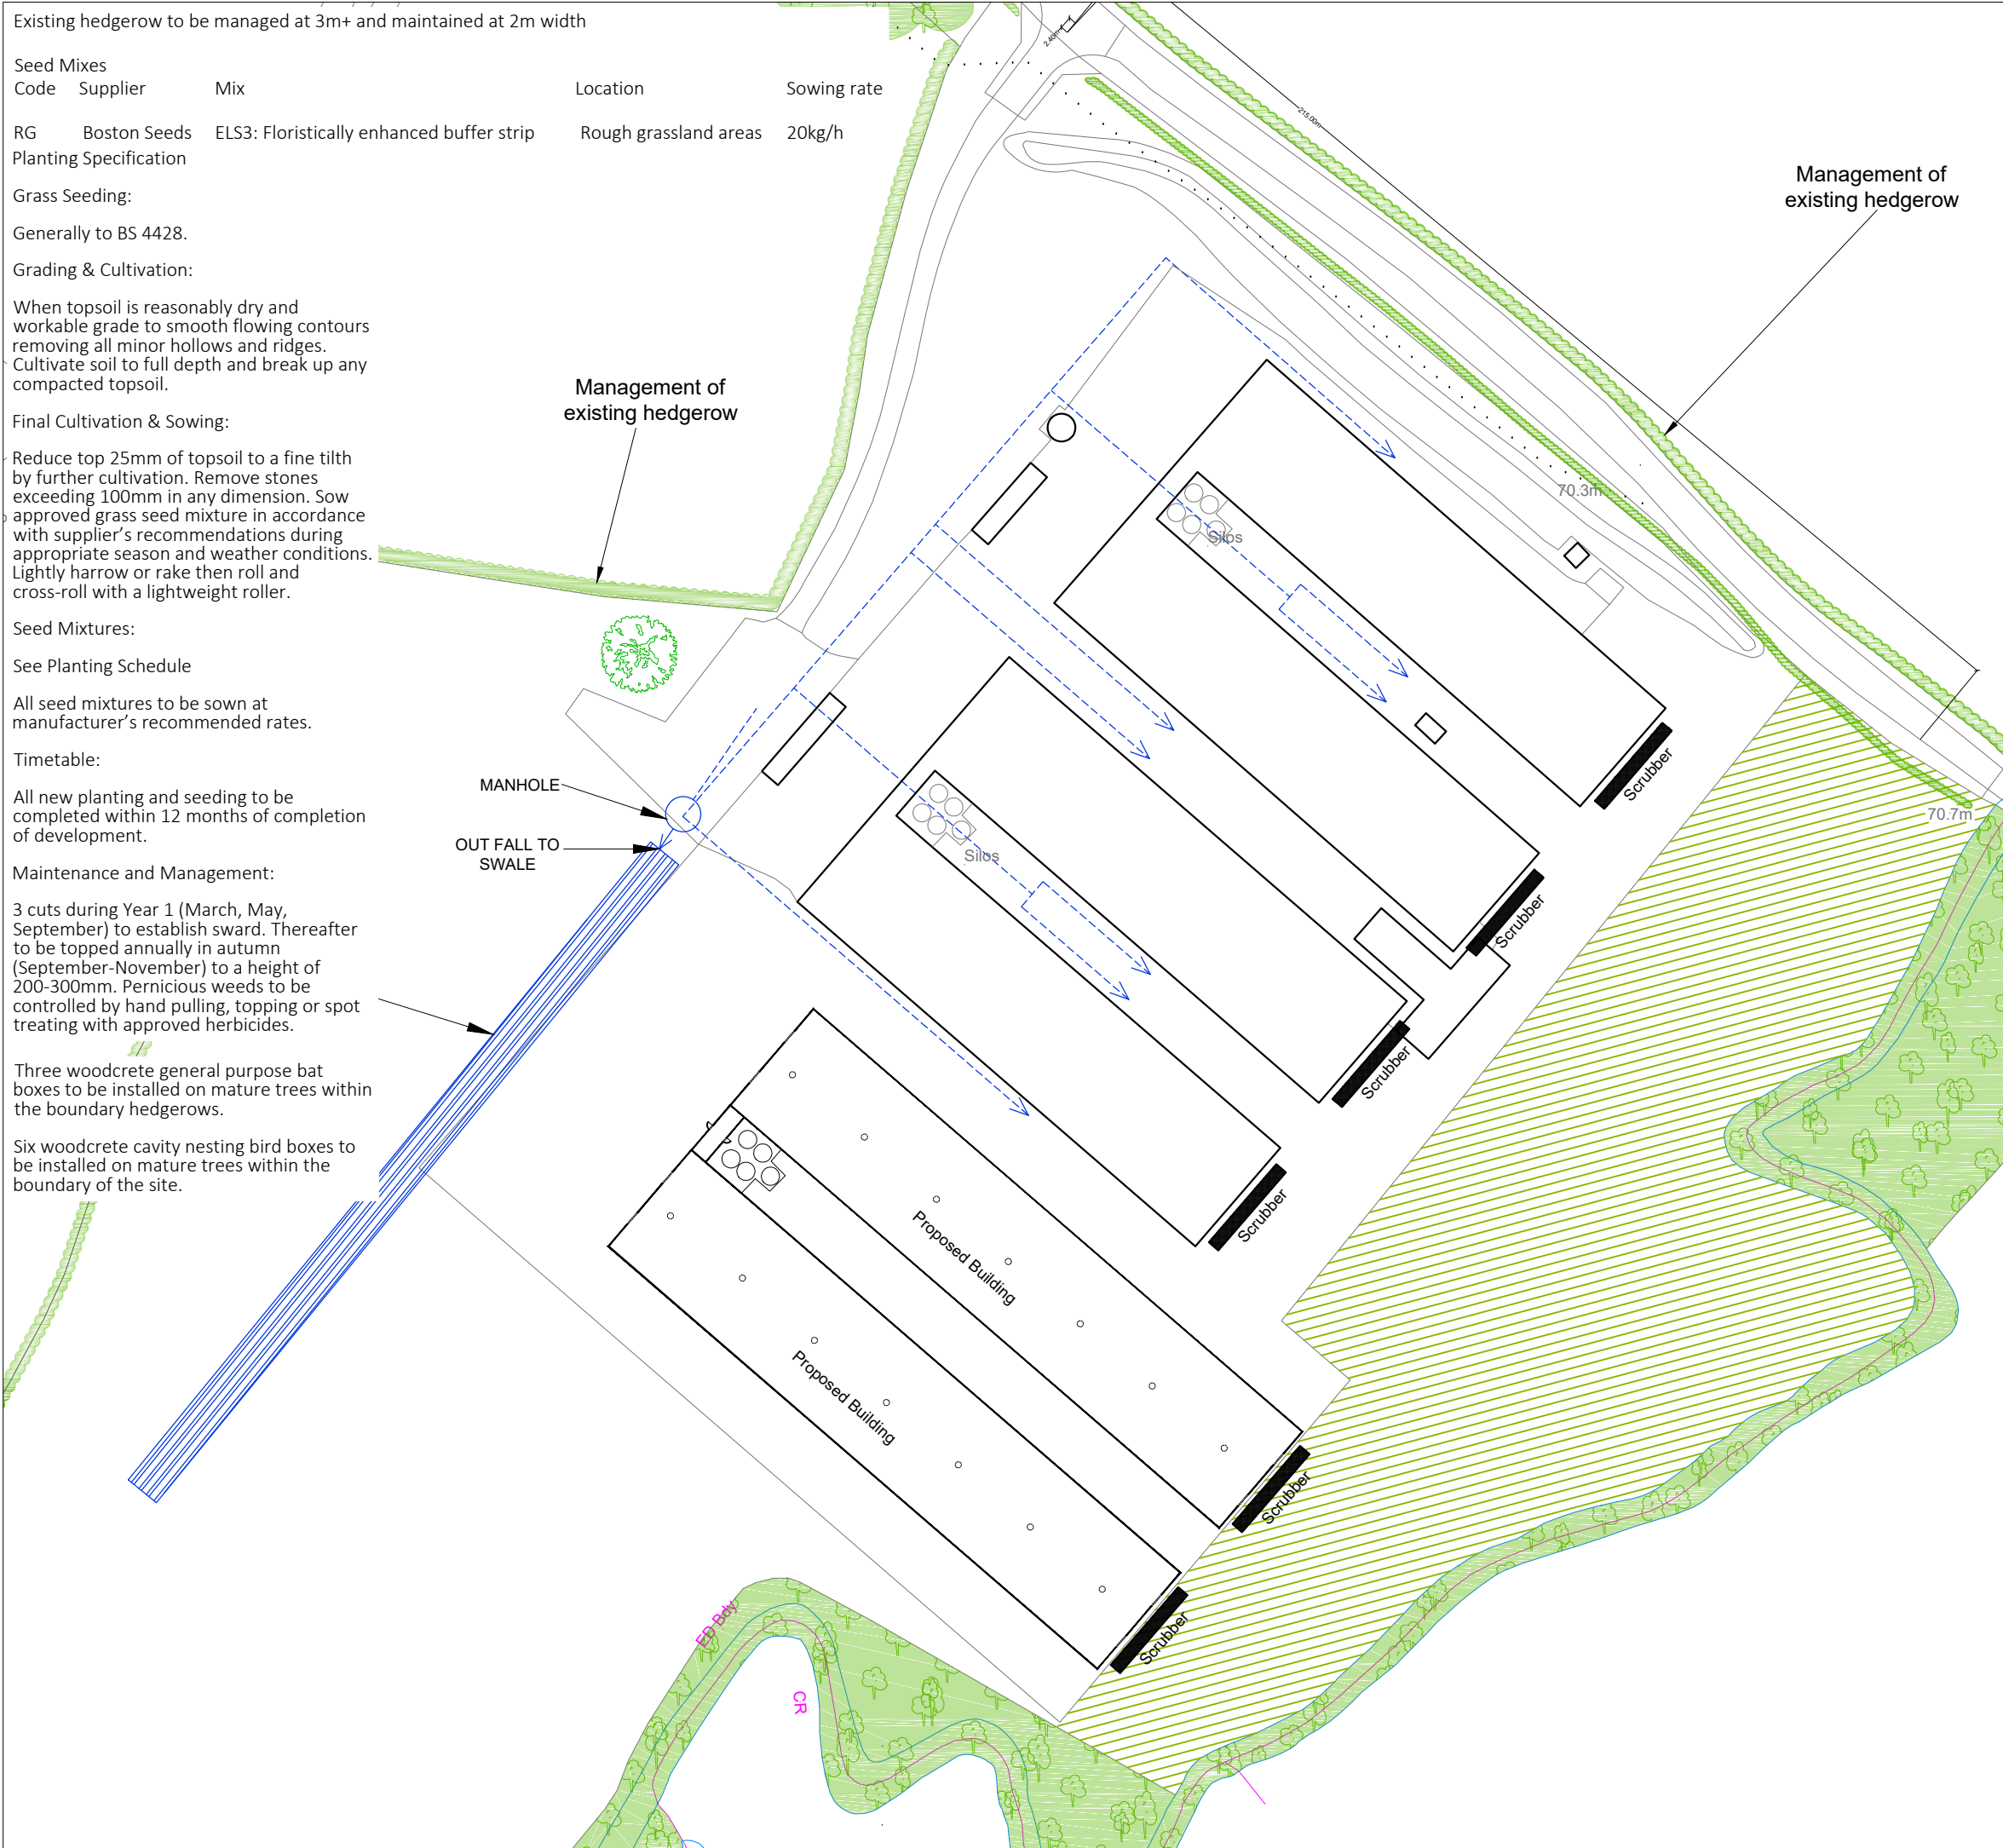 Existing hedgerow to be managed at 3m+ and maintained at 2m width
Seed Mixes
Code Supplier Mix Location Sowing rate
RG Boston Seeds ELS3: Floristically enhanced buffer strip Rough grassland areas 20kg/h
Planting Specification
Grass Seeding:
Generally to BS 4428.
Grading & Cultivation:
When topsoil is reasonably dry and
workable grade to smooth flowing contours
removing all minor hollows and ridges.
Cultivate soil to full depth and break up any
compacted topsoil.
Final Cultivation & Sowing:
Reduce top 25mm of topsoil to a fine tilth
by further cultivation. Remove stones
exceeding 100mm in any dimension. Sow
approved grass seed mixture in accordance
with supplier's recommendations during
appropriate season and weather conditions.
Lightly harrow or rake then roll and
cross-roll with a lightweight roller.
Seed Mixtures:
See Planting Schedule
All seed mixtures to be sown at
manufacturer's recommended rates.
Timetable:
All new planting and seeding to be
completed within 12 months of completion
of development.
Maintenance and Management:
3 cuts during Year 1 (March, May,
September) to establish sward. Thereafter
to be topped annually in autumn
(September-November) to a height of
200-300mm. Pernicious weeds to be
controlled by hand pulling, topping or spot
treating with approved herbicides.
Three woodcrete general purpose bat
boxes to be installed on mature trees within
the boundary hedgerows.
Six woodcrete cavity nesting bird boxes to
be installed on mature trees within the
boundary of the site.
2.40m
215.00m
Management of
existing hedgerow
Management of
existing hedgerow
70.3m
Silos
Scrubber
70.7m
MANHOLE
OUT FALL TO
SWALE
Silos
Scrubber
Scrubber
Scrubber
Proposed Building
Proposed Building
Scrubber
Scrubber
ED Bdy
CR